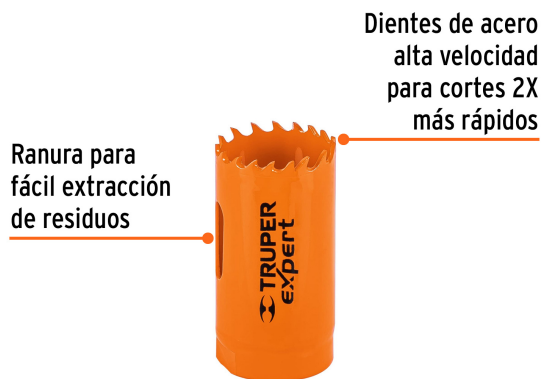 Dientes de acero
alta velocidad
para cortes 2X
más rápidos
Ranura para
fácil extracción
de residuos
TRUPER
expert